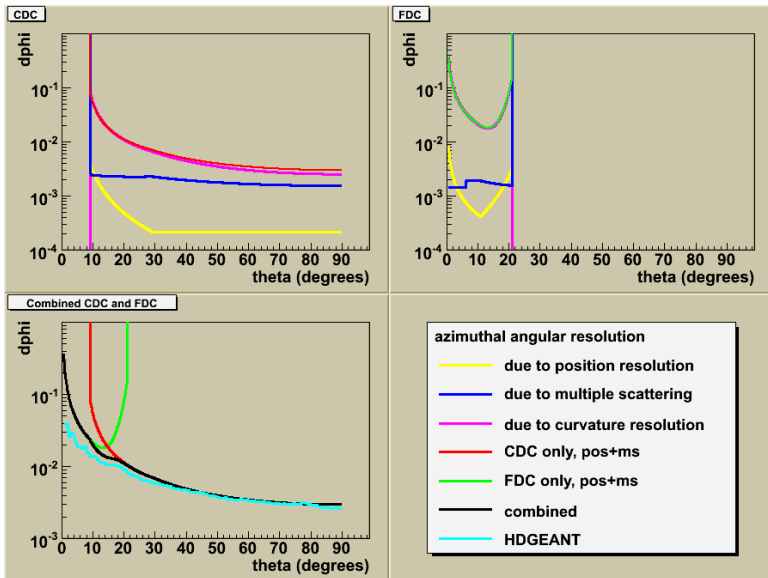 CDC
dphi
10^-1
10^-2
10^-3
10^-4
0 10 20 30 40 50 60 70 80 90
theta (degrees)
FDC
dphi
10^-1
10^-2
10^-3
10^-4
0 10 20 30 40 50 60 70 80 90
theta (degrees)
Combined CDC and FDC
dphi
10^-1
10^-2
10^-3
0 10 20 30 40 50 60 70 80 90
theta (degrees)
azimuthal angular resolution
due to position resolution
due to multiple scattering
due to curvature resolution
CDC only, pos+ms
FDC only, pos+ms
combined
HDGEANT